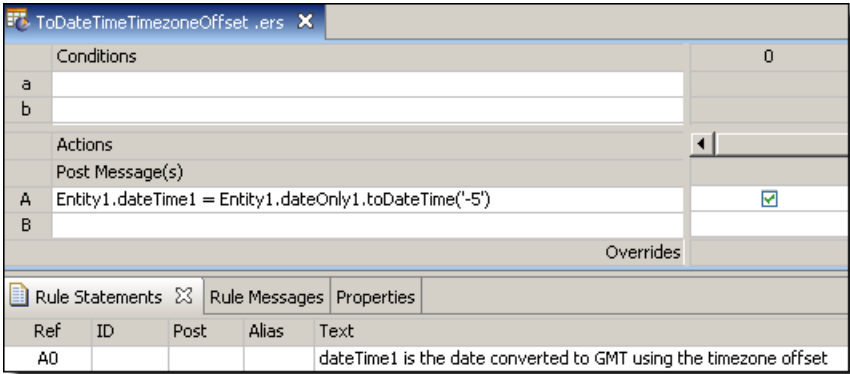 ToDateTimeTimezoneOffset .ers
Conditions 0
a
b
Actions
Post Message(s)
A Entity1.dateTime1 = Entity1.dateOnly1.toDateTime('-5')
B
Overrides
Rule Statements Rule Messages Properties
Ref ID Post Alias Text
A0 dateTime1 is the date converted to GMT using the timezone offset